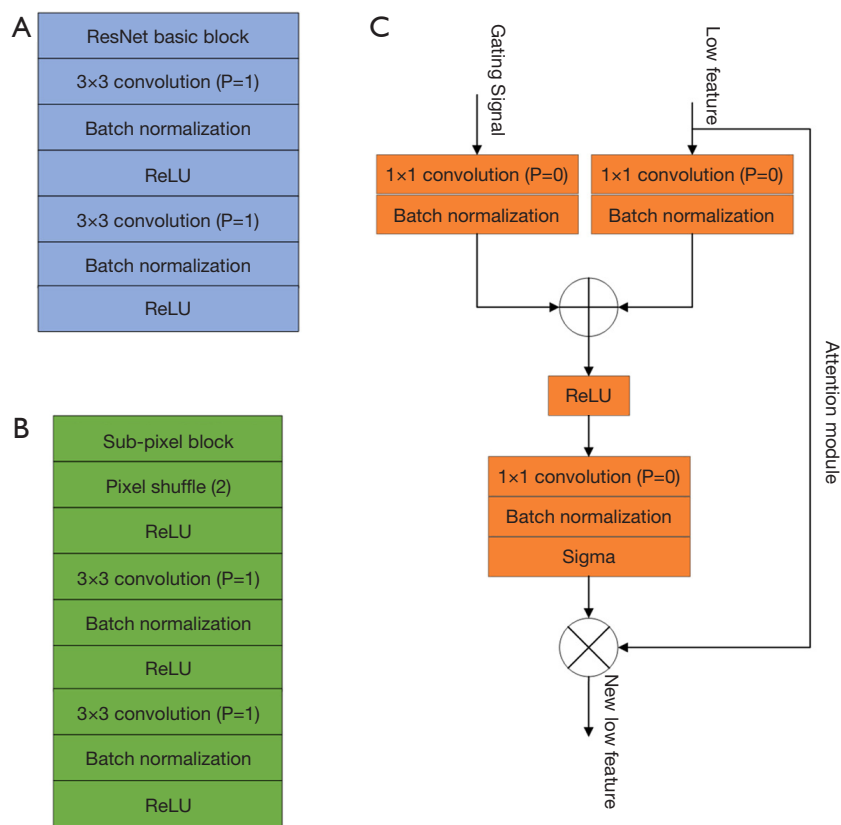 A
ResNet basic block
3×3 convolution (P=1)
Batch normalization
ReLU
3×3 convolution (P=1)
Batch normalization
ReLU
B
Sub-pixel block
Pixel shuffle (2)
ReLU
3×3 convolution (P=1)
Batch normalization
ReLU
3×3 convolution (P=1)
Batch normalization
ReLU
C
Gating Signal
Low feature
1×1 convolution (P=0)
Batch normalization
1×1 convolution (P=0)
Batch normalization
ReLU
1×1 convolution (P=0)
Batch normalization
Sigma
Attention module
New low feature